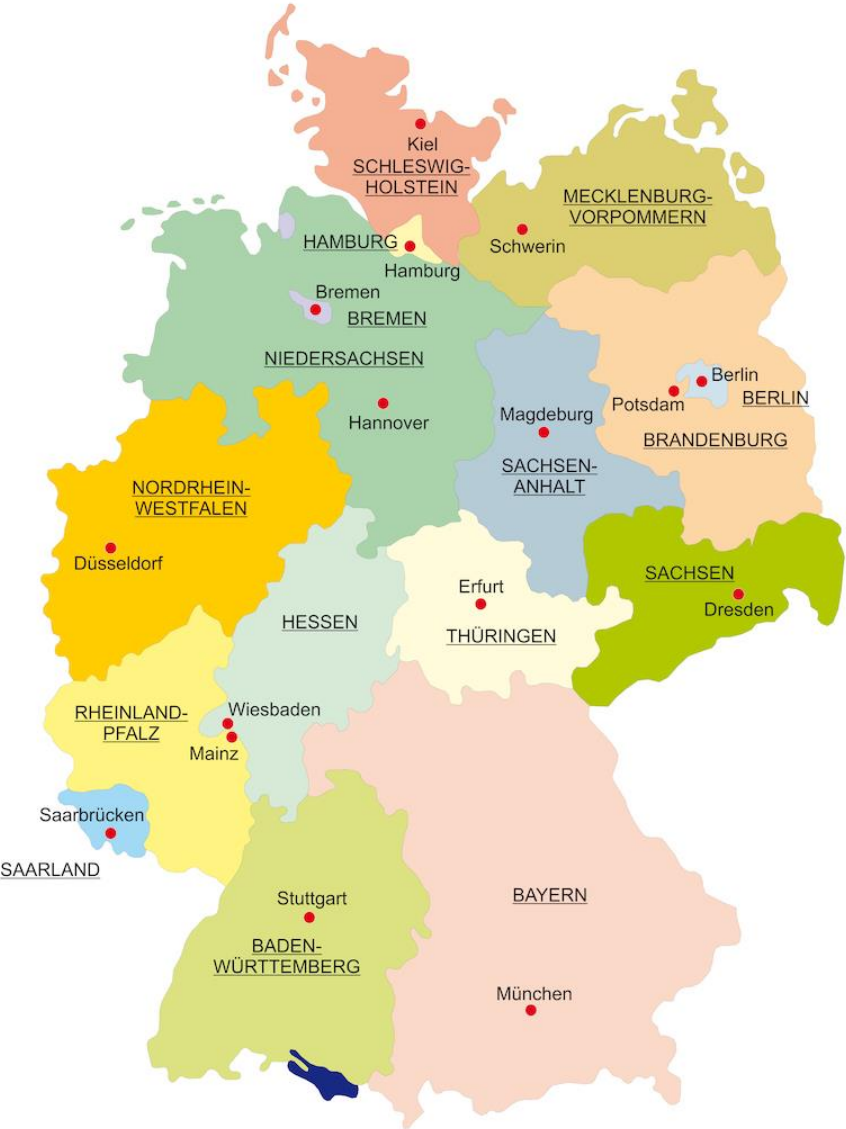 Kiel
SCHLESWIG-
HOLSTEIN
MECKLENBURG-
VORPOMMERN
Schwerin
HAMBURG
Hamburg
Bremen
BREMEN
NIEDERSACHSEN
Hannover
Berlin
BERLIN
Potsdam
BRANDENBURG
Magdeburg
SACHSEN-
ANHALT
NORDRHEIN-
WESTFALEN
Düsseldorf
SACHSEN
Dresden
Erfurt
THÜRINGEN
HESSEN
Wiesbaden
RHEINLAND-
PFALZ
Mainz
Saarbrücken
SAARLAND
Stuttgart
BADEN-
WÜRTTEMBERG
BAYERN
München